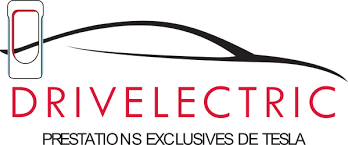 DRIVELECTRIC
PRESTATIONS EXCLUSIVES DE TESLA